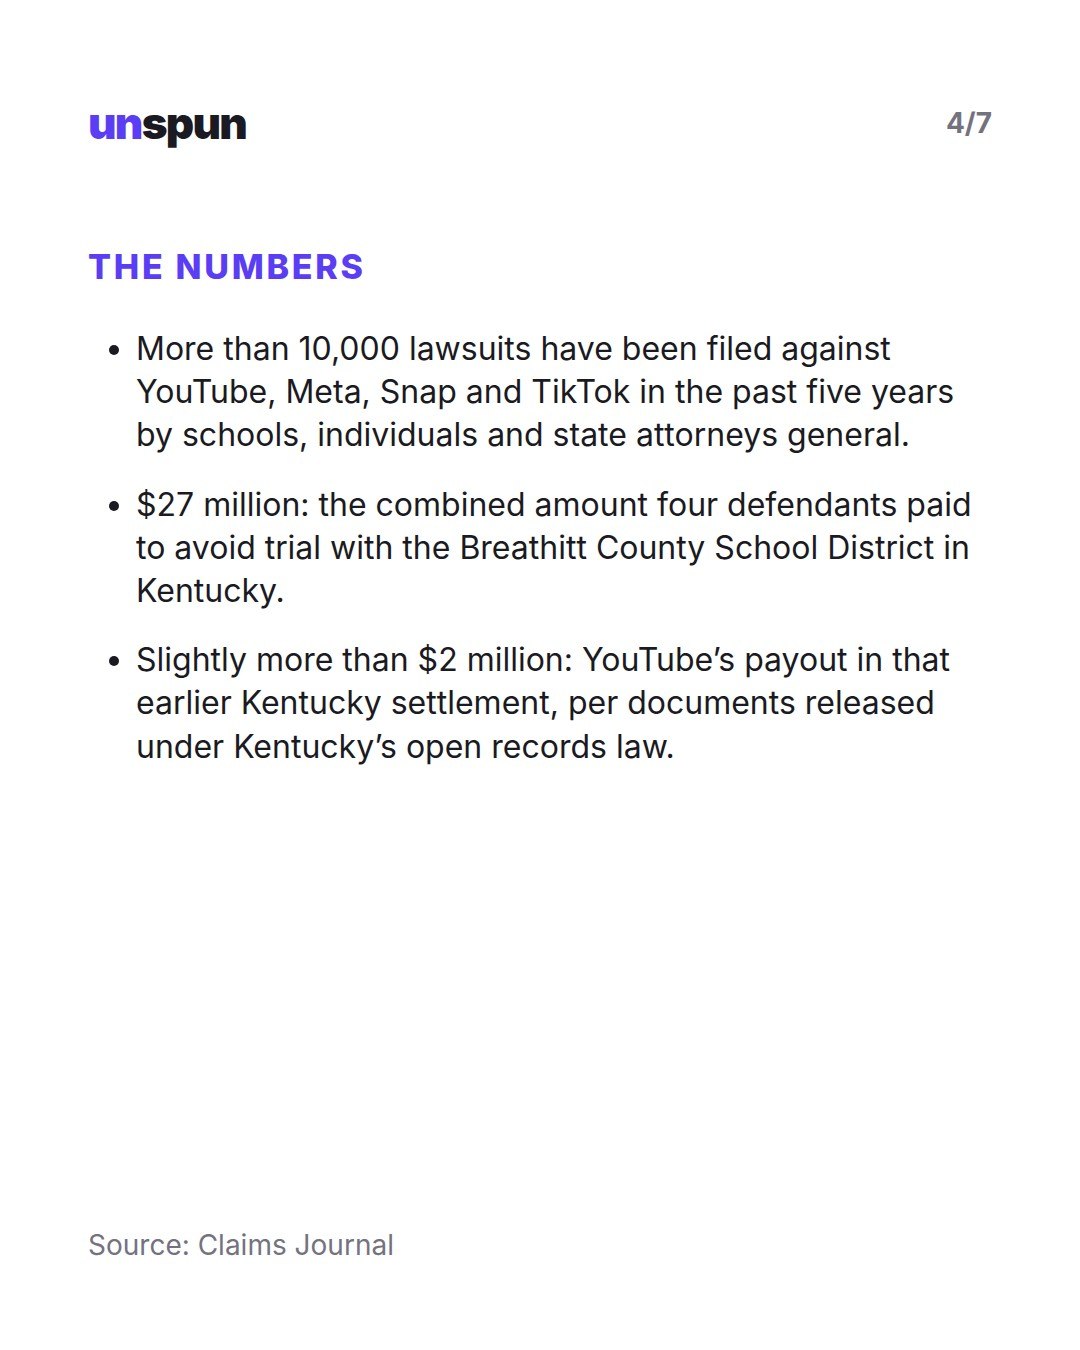 unspun
4/7
THE NUMBERS
• More than 10,000 lawsuits have been filed against
YouTube, Meta, Snap and TikTok in the past five years
by schools, individuals and state attorneys general.
• $27 million: the combined amount four defendants paid
to avoid trial with the Breathitt County School District in
Kentucky.
• Slightly more than $2 million: YouTube’s payout in that
earlier Kentucky settlement, per documents released
under Kentucky’s open records law.
Source: Claims Journal